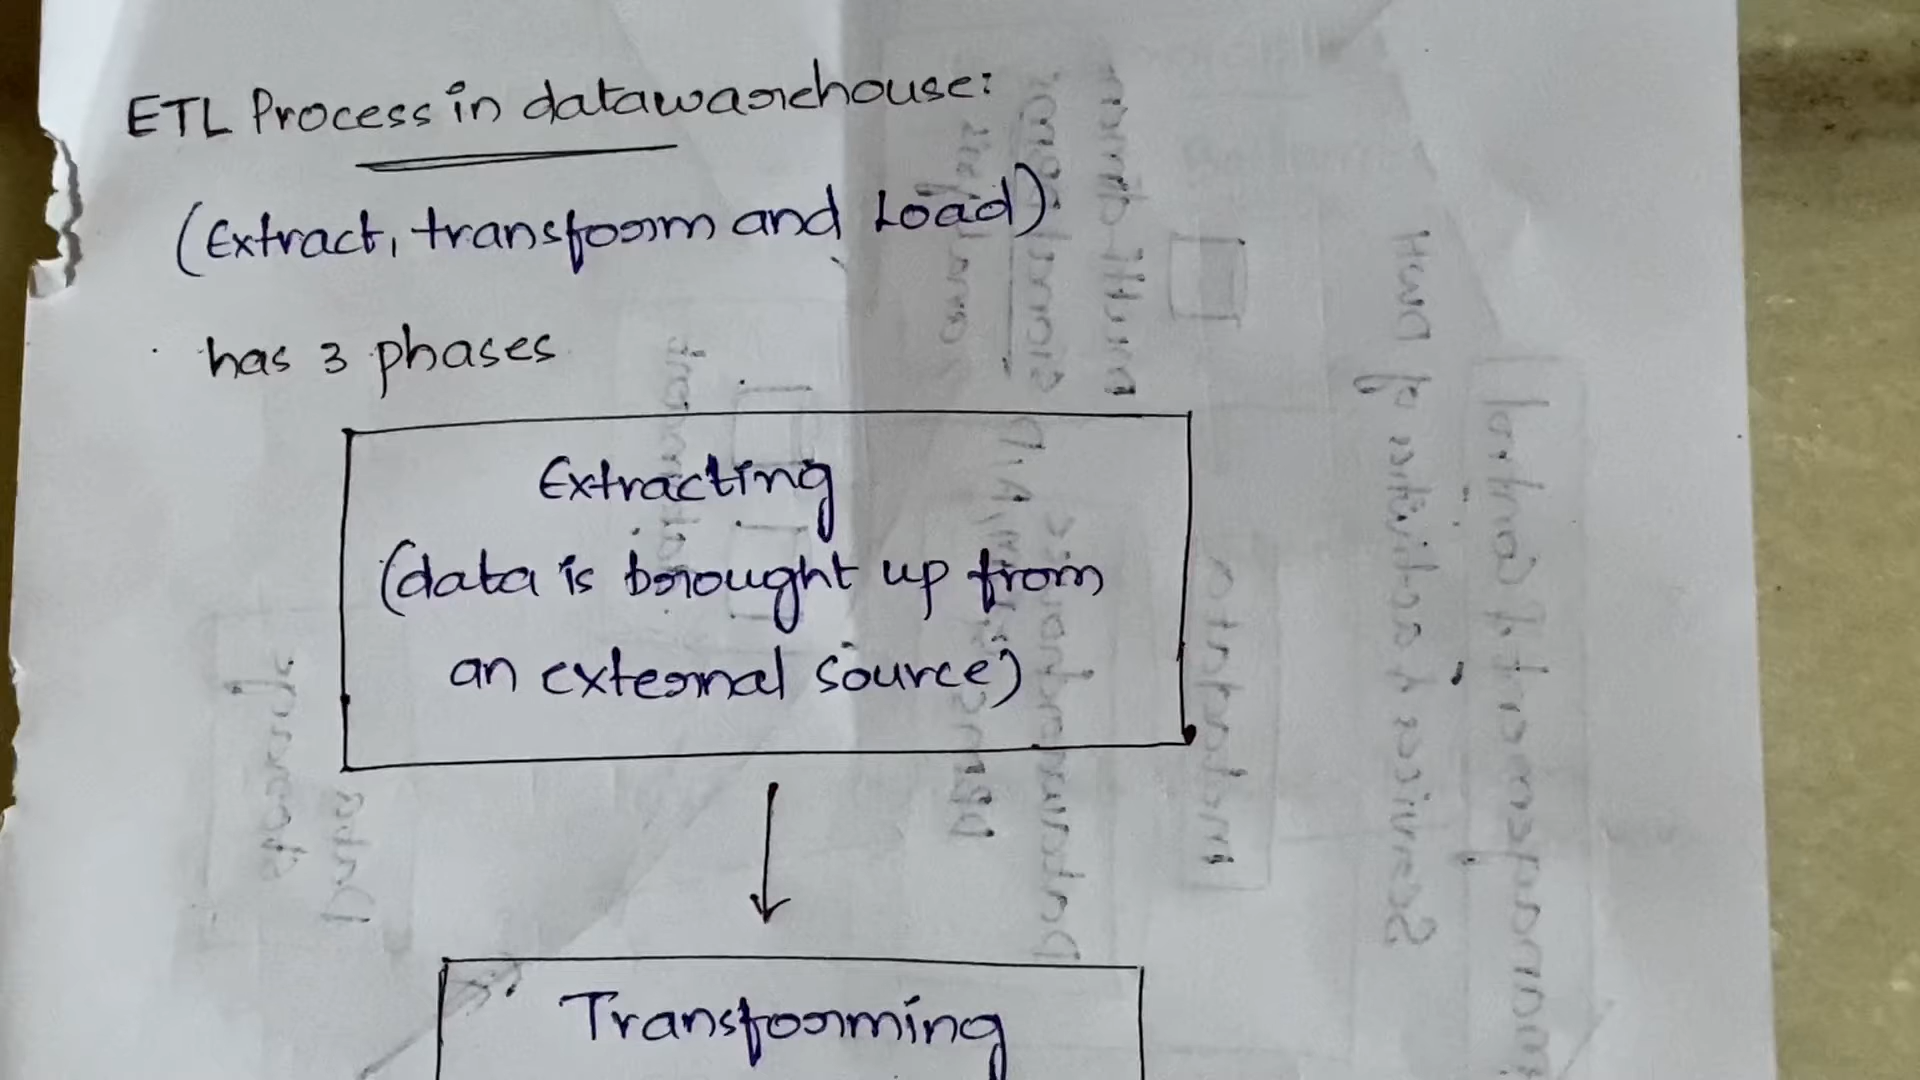 ETL Process in datawarehouse:
(Extract, transform and Load)
has 3 phases
Extracting
(data is brought up from
an external source)
Transforming